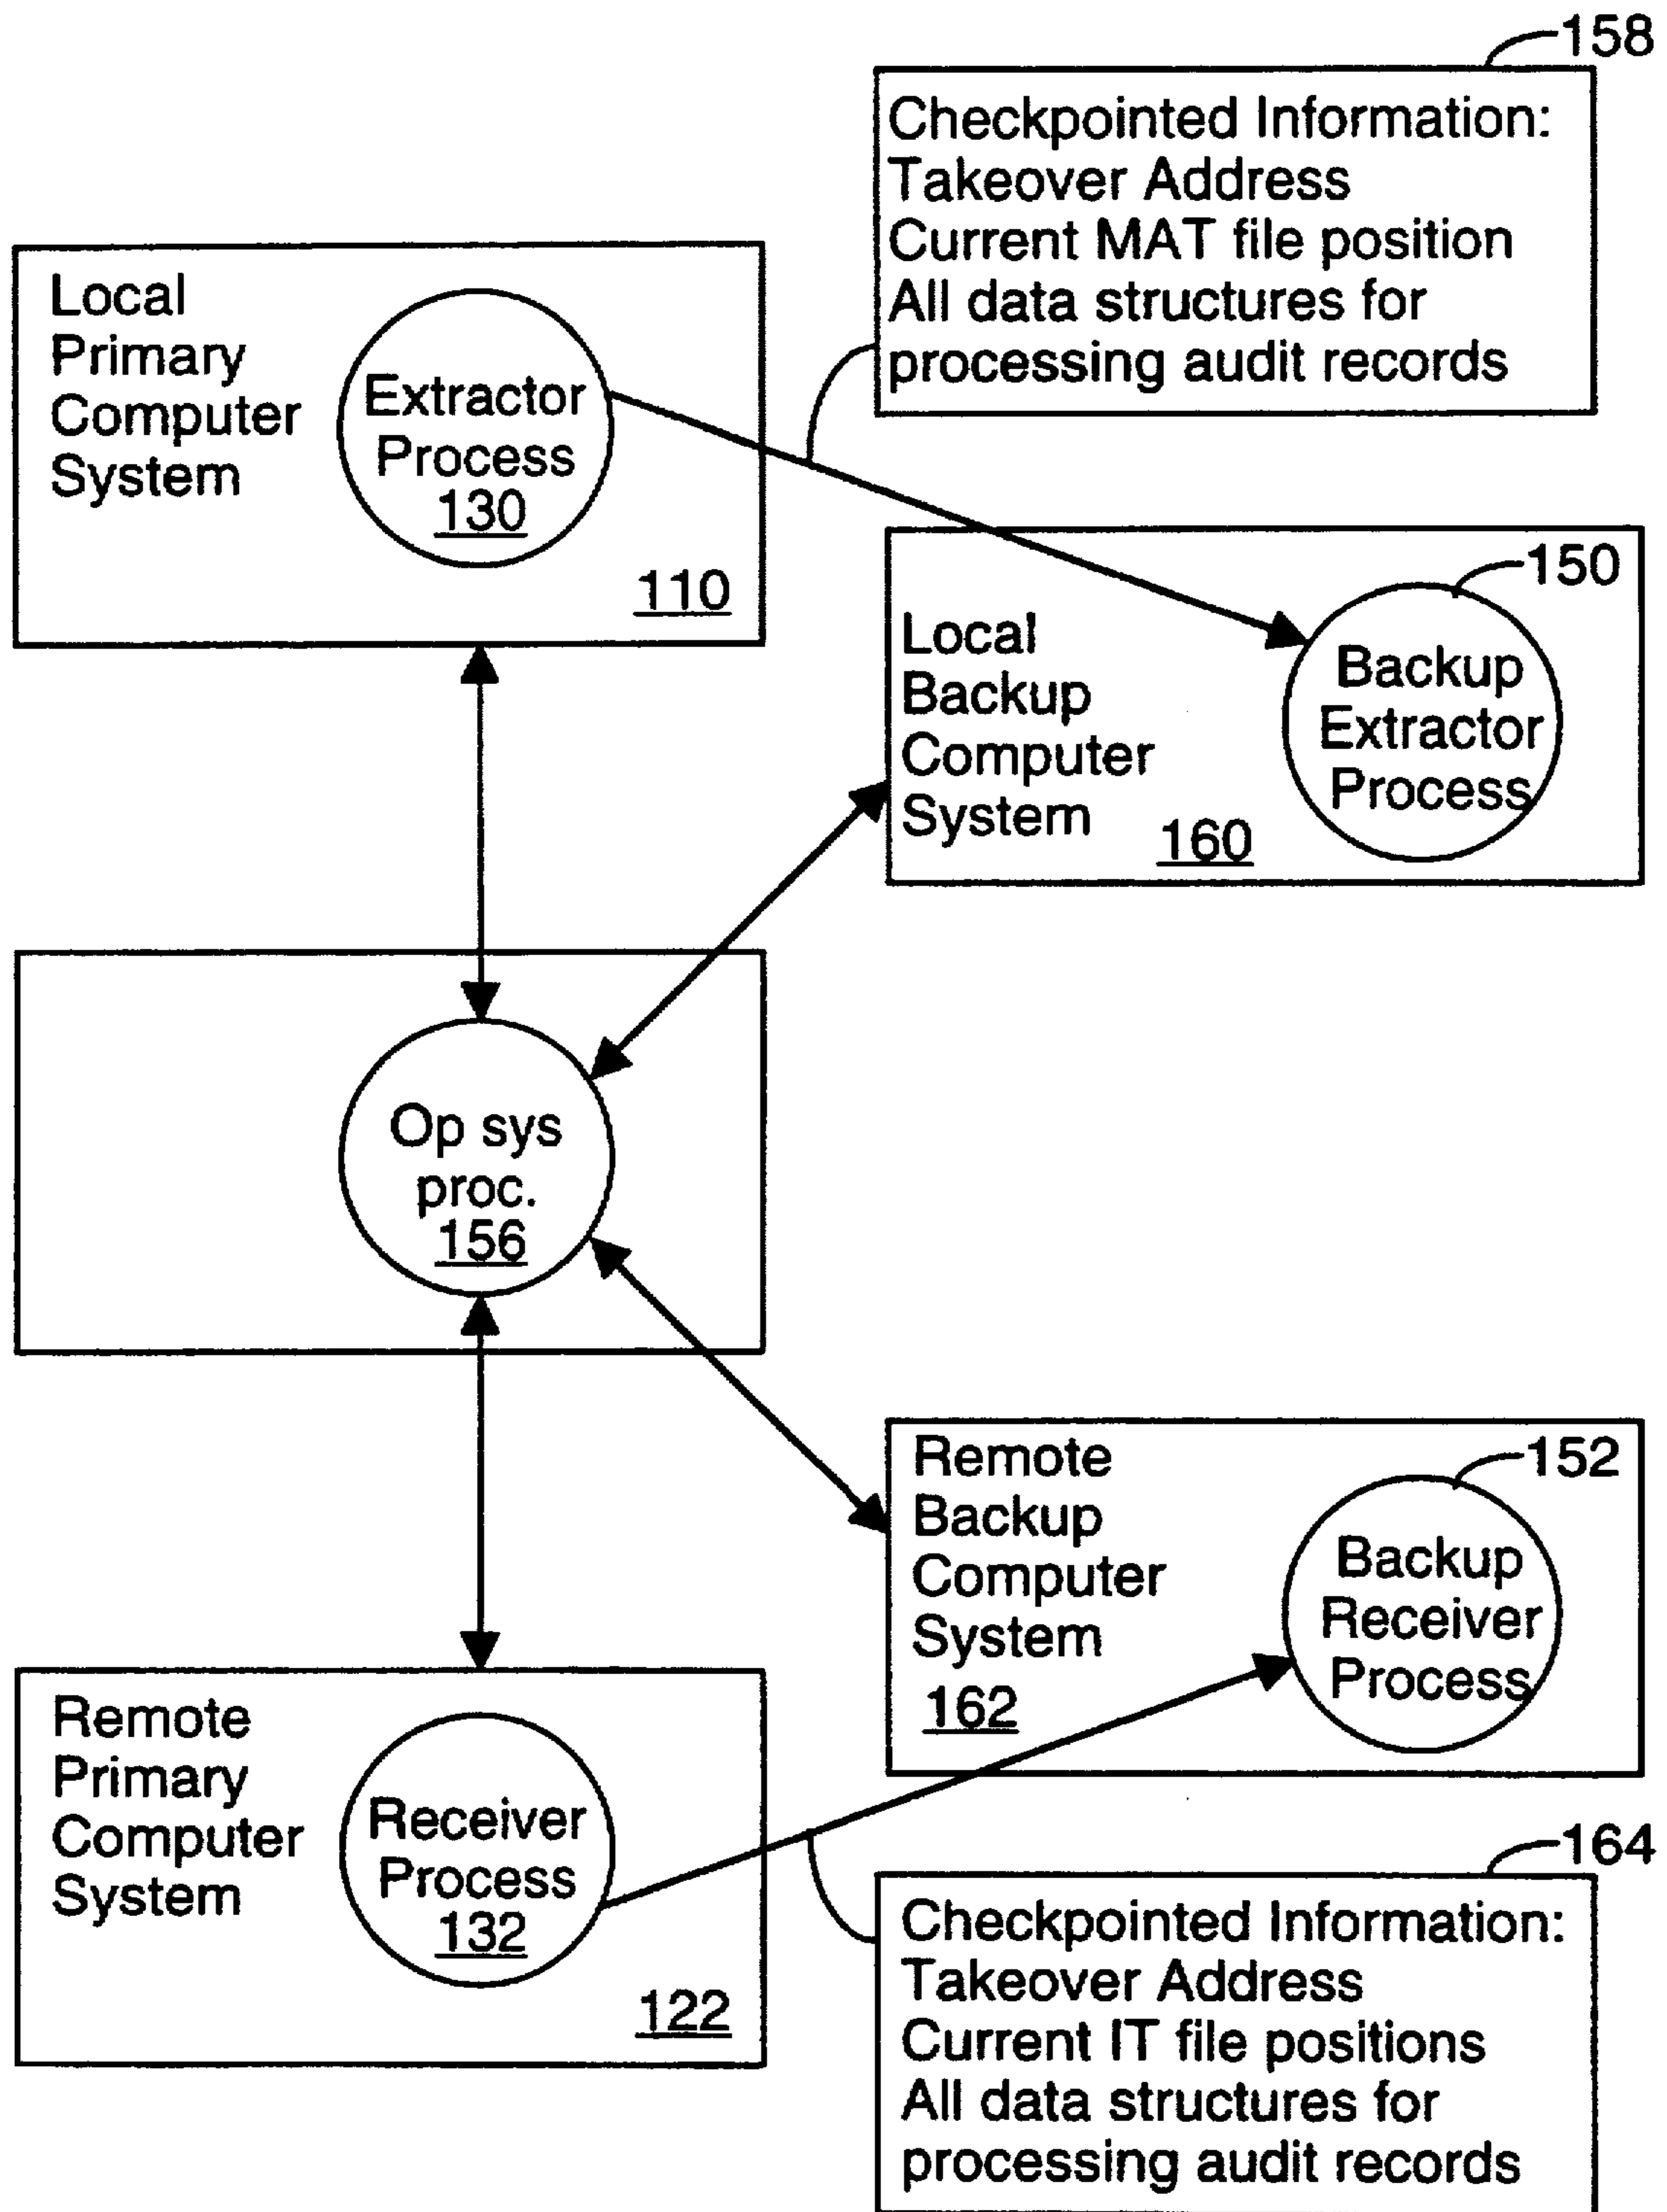 158
Checkpointed Information:
Takeover Address
Current MAT file position
All data structures for
processing audit records
Local
Primary
Computer
System
Extractor
Process
130
110
150
Local
Backup
Computer
System
160
Backup
Extractor
Process
Op sys
proc.
156
Remote
Backup
Computer
System
162
152
Backup
Receiver
Process
Remote
Primary
Computer
System
Receiver
Process
132
122
164
Checkpointed Information:
Takeover Address
Current IT file positions
All data structures for
processing audit records